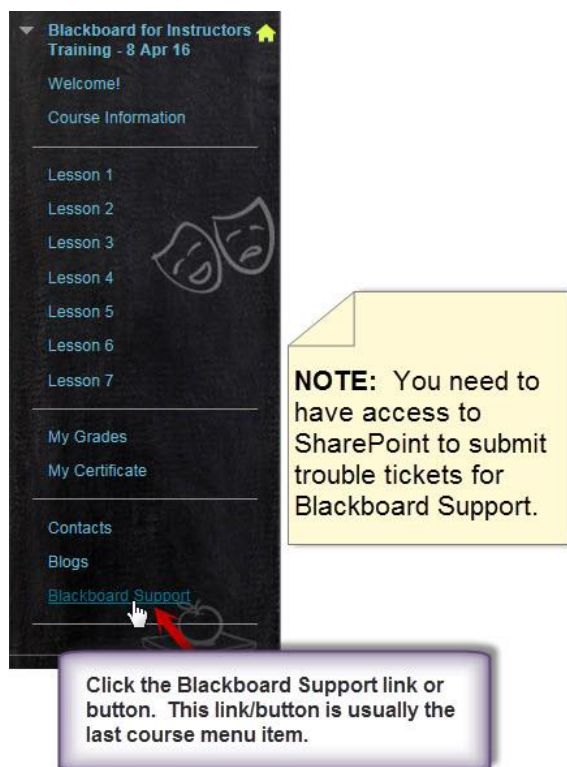 Blackboard for Instructors
Training - 8 Apr 16
Welcome!
Course Information
Lesson 1
Lesson 2
Lesson 3
Lesson 4
Lesson 5
Lesson 6
Lesson 7
My Grades
My Certificate
Contacts
Blogs
Blackboard Support
NOTE: You need to
have access to
SharePoint to submit
trouble tickets for
Blackboard Support.
Click the Blackboard Support link or
button. This link/button is usually the
last course menu item.